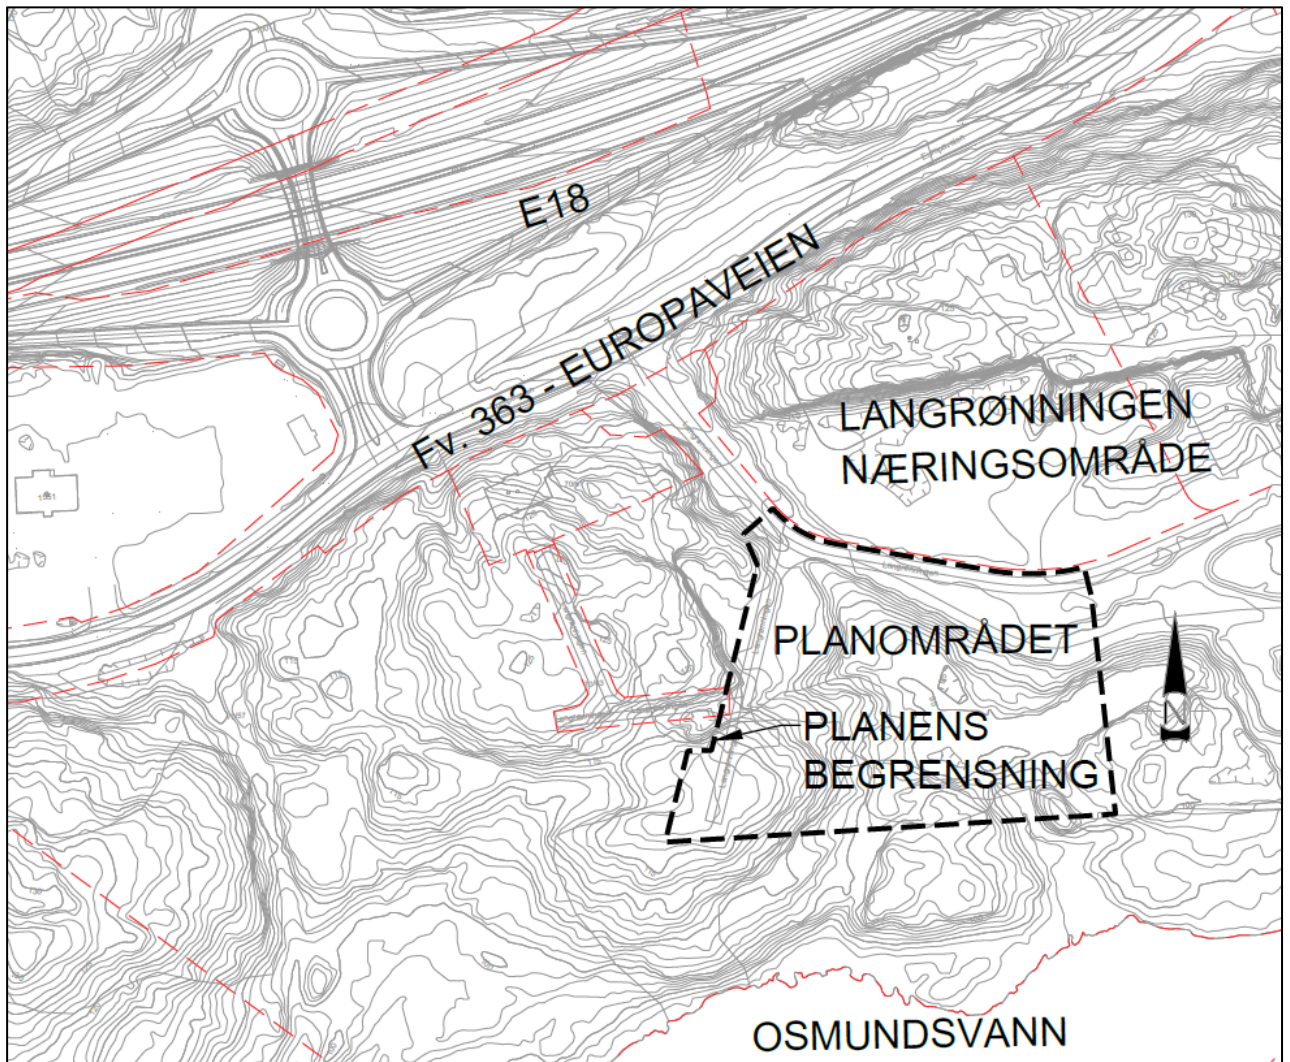 E18
Fv. 363 - EUROPAVEIEN
LANGRØNNINGEN
NÆRINGSOMRÅDE
PLANOMRÅDET
PLANENS
BEGRENSNING
N
OSMUNDSVANN